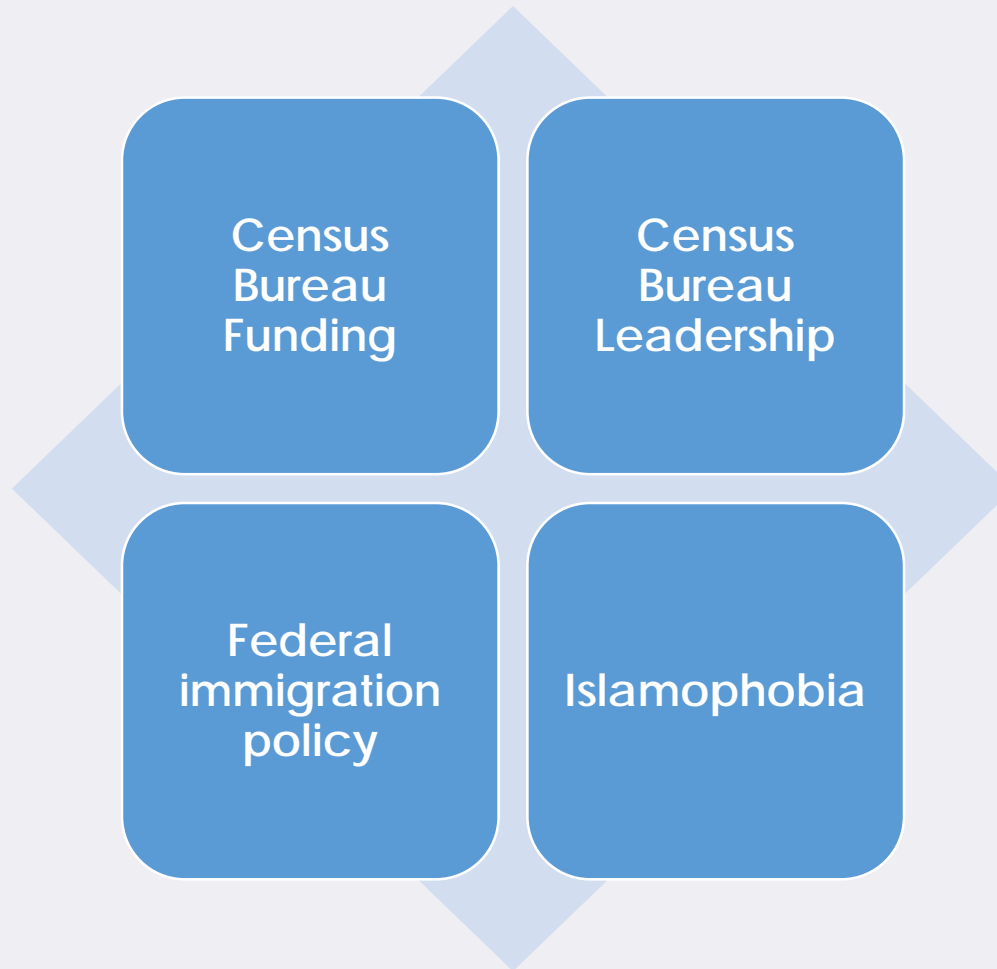 Census
Bureau
Funding
Census
Bureau
Leadership
Federal
immigration
policy
Islamophobia